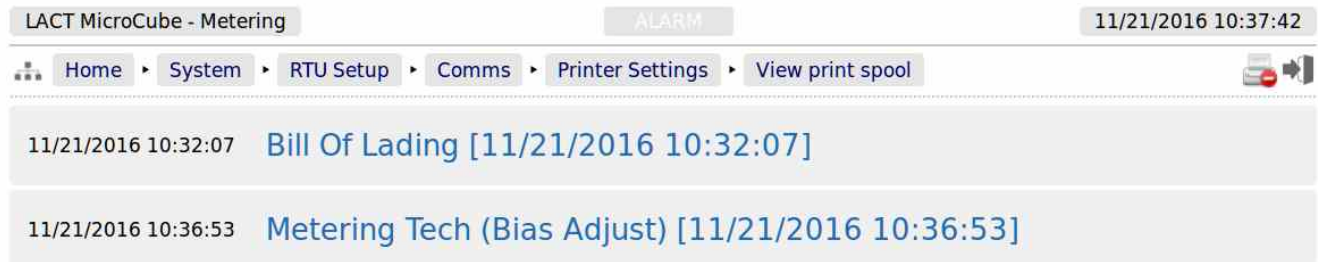 LACT MicroCube - Metering ALARM 11/21/2016 10:37:42
Home ‣ System ‣ RTU Setup ‣ Comms ‣ Printer Settings ‣ View print spool
11/21/2016 10:32:07 Bill Of Lading [11/21/2016 10:32:07]
11/21/2016 10:36:53 Metering Tech (Bias Adjust) [11/21/2016 10:36:53]